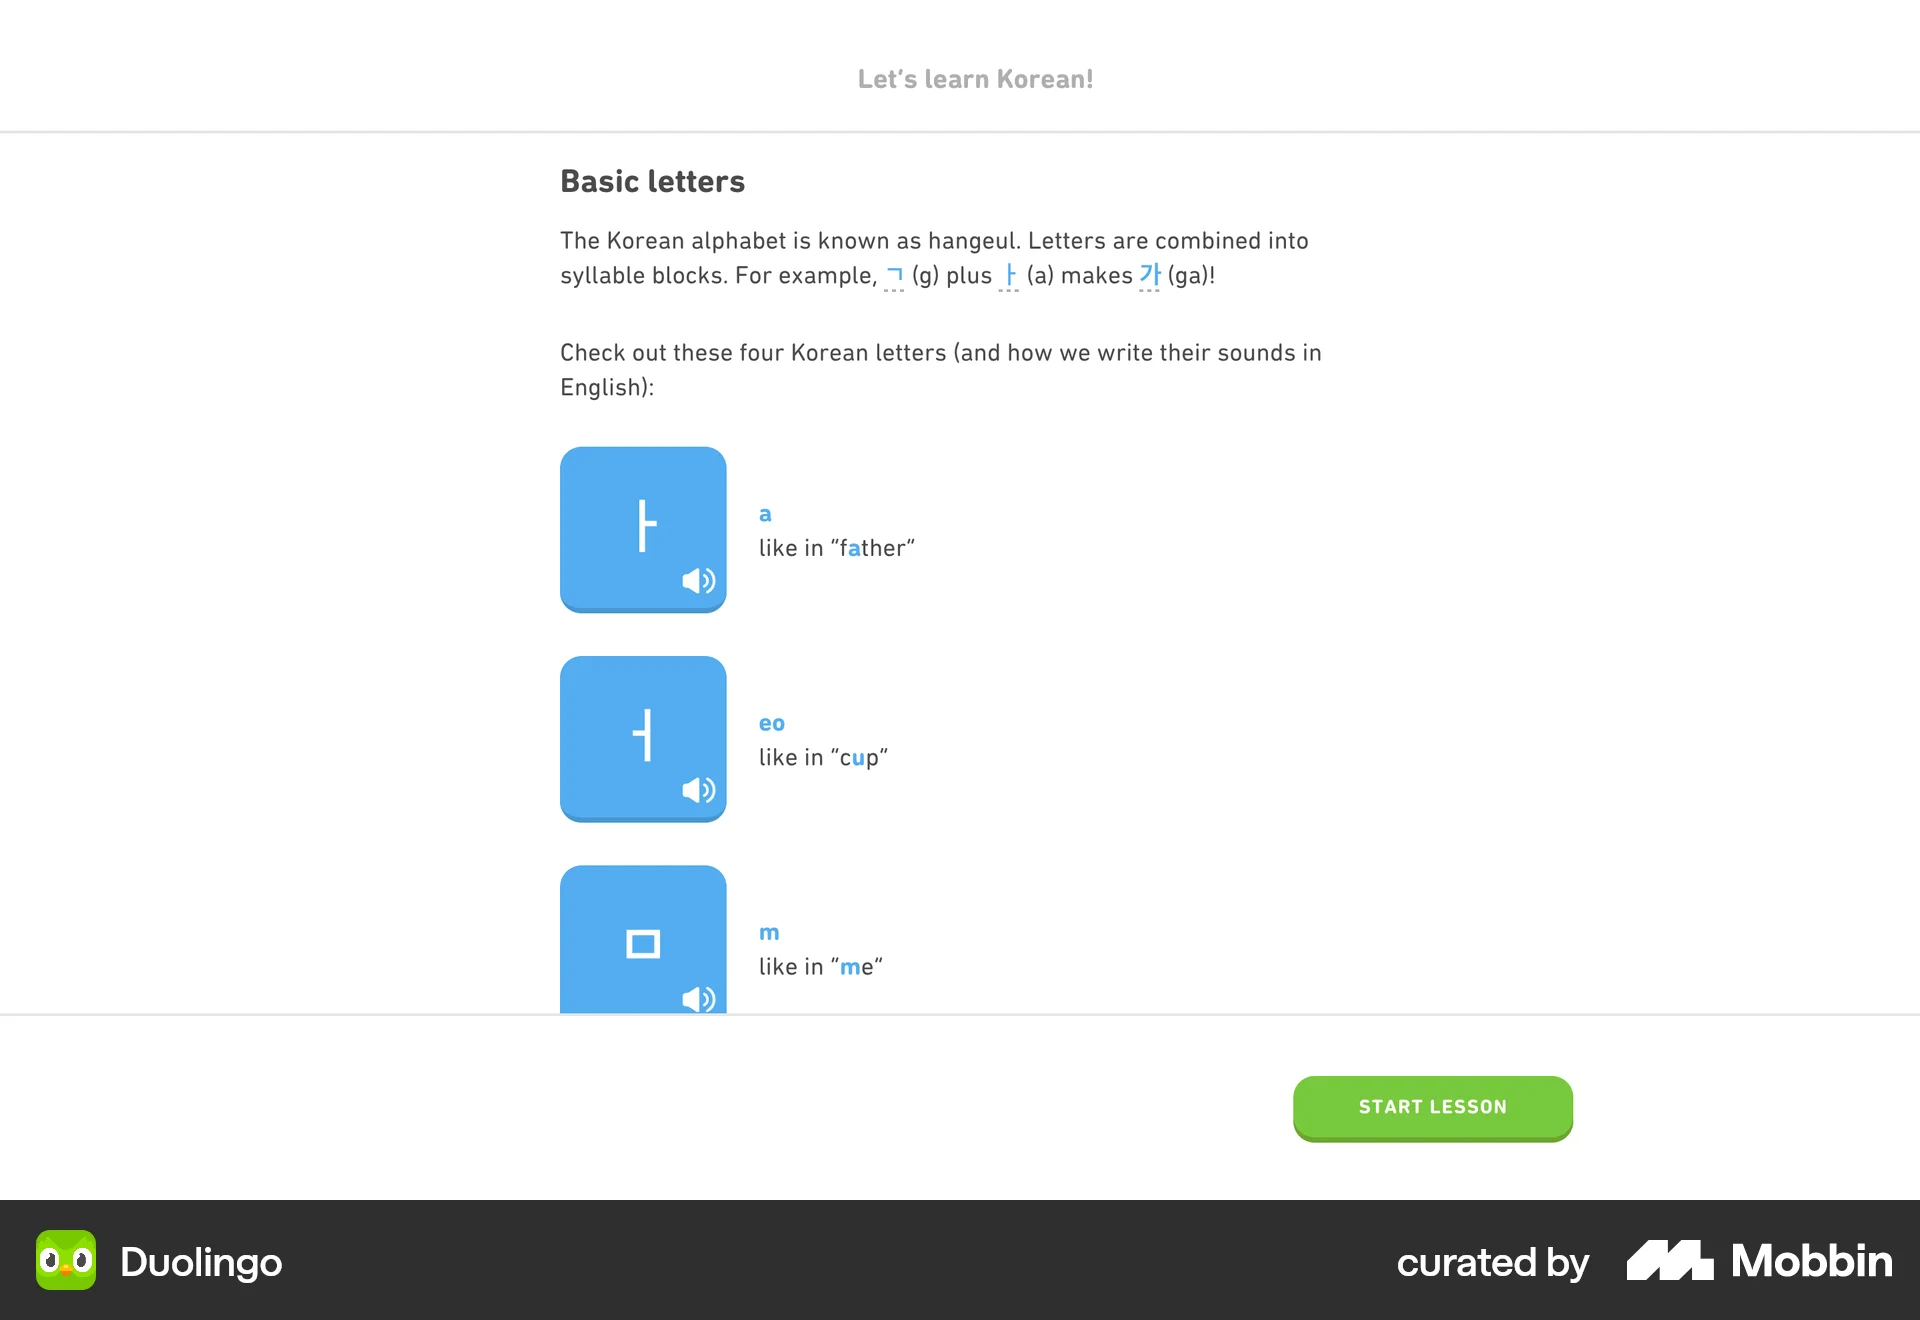 Let's learn Korean!
Basic letters
The Korean alphabet is known as hangeul. Letters are combined into
syllable blocks. For example, ㄱ (g) plus ㅏ (a) makes 가 (ga)!
Check out these four Korean letters (and how we write their sounds in
English):
ㅏ
a
like in "father"
ㅓ
eo
like in "cup"
ㅁ
m
like in "me"
START LESSON
Duolingo
curated by Mobbin